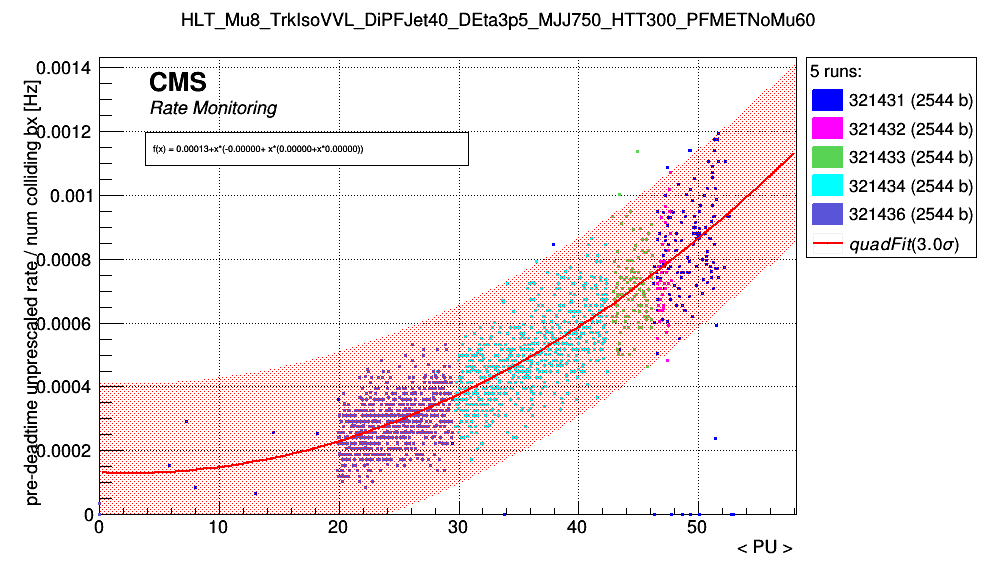 HLT_Mu8_TrkIsoVVL_DiPFJet40_DEta3p5_MJJ750_HTT300_PFMETNoMu60
pre-deadtime unprescaled rate / num colliding bx [Hz]
0.0014
0.0012
0.001
0.0008
0.0006
0.0004
0.0002
0
CMS
Rate Monitoring
f(x) = 0.00013+x*(-0.00000+ x*(0.00000+x*0.00000))
0 10 20 30 40 50
< PU >
5 runs:
321431 (2544 b)
321432 (2544 b)
321433 (2544 b)
321434 (2544 b)
321436 (2544 b)
quadFit(3.0σ)